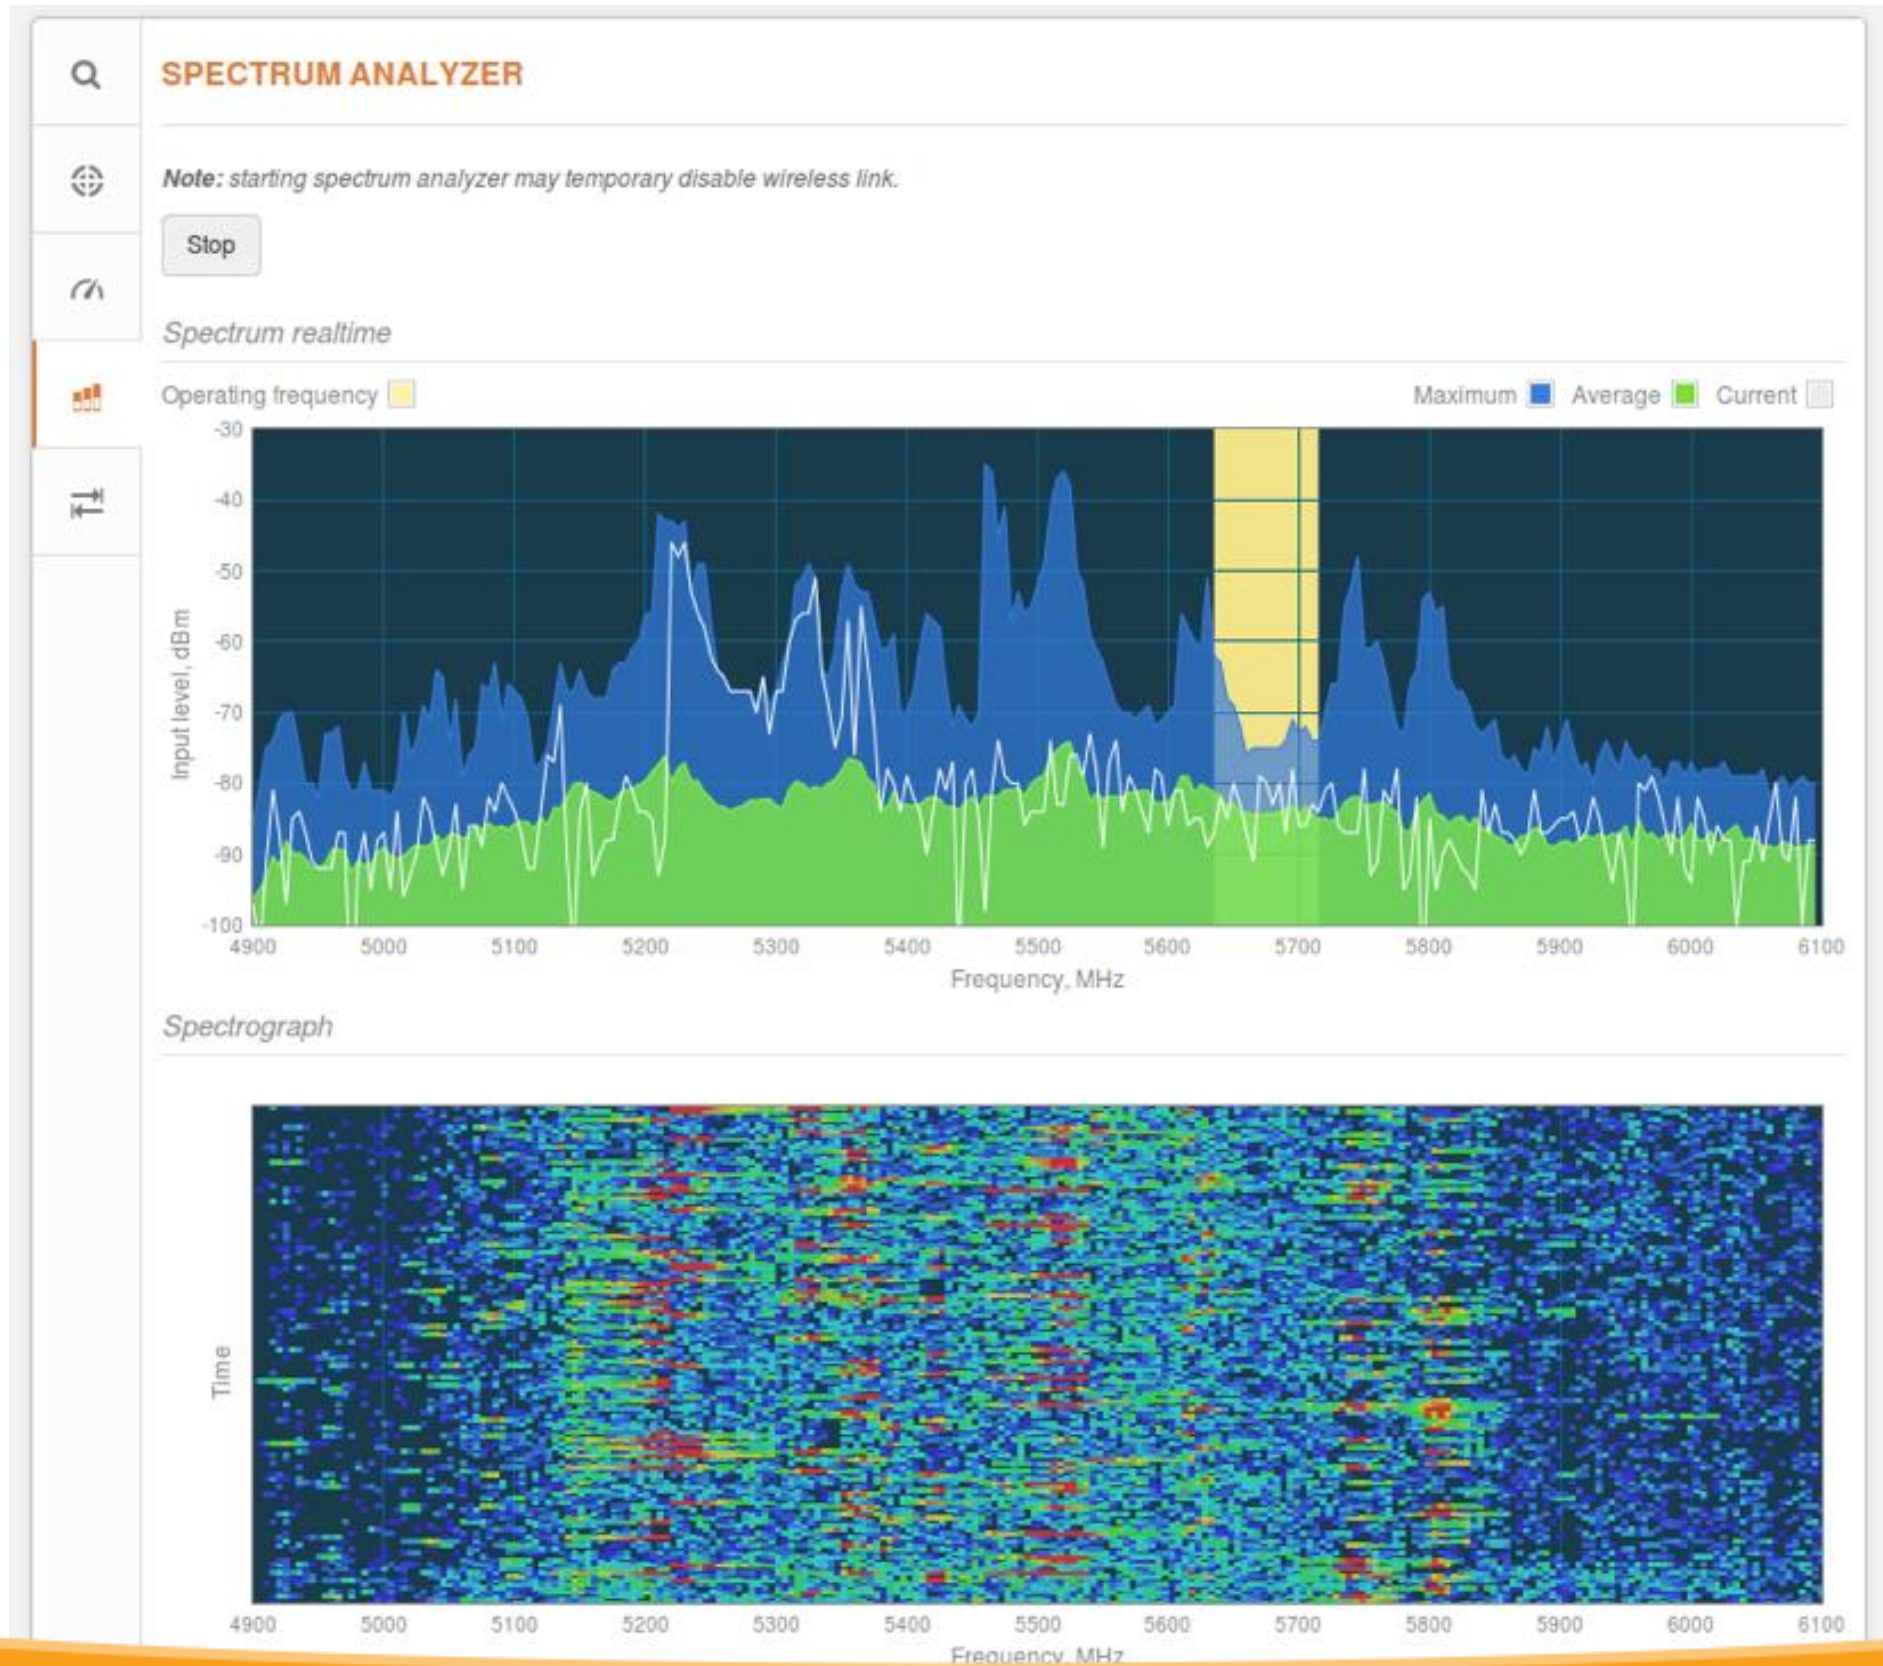 SPECTRUM ANALYZER
Note: starting spectrum analyzer may temporary disable wireless link.
Stop
Spectrum realtime
Operating frequency
Maximum Average Current
-30
-40
-50
-60
-70
-80
-90
-100
Input level, dBm
4900 5000 5100 5200 5300 5400 5500 5600 5700 5800 5900 6000 6100
Frequency, MHz
Spectrograph
Time
4900 5000 5100 5200 5300 5400 5500 5600 5700 5800 5900 6000 6100
Frequency, MHz